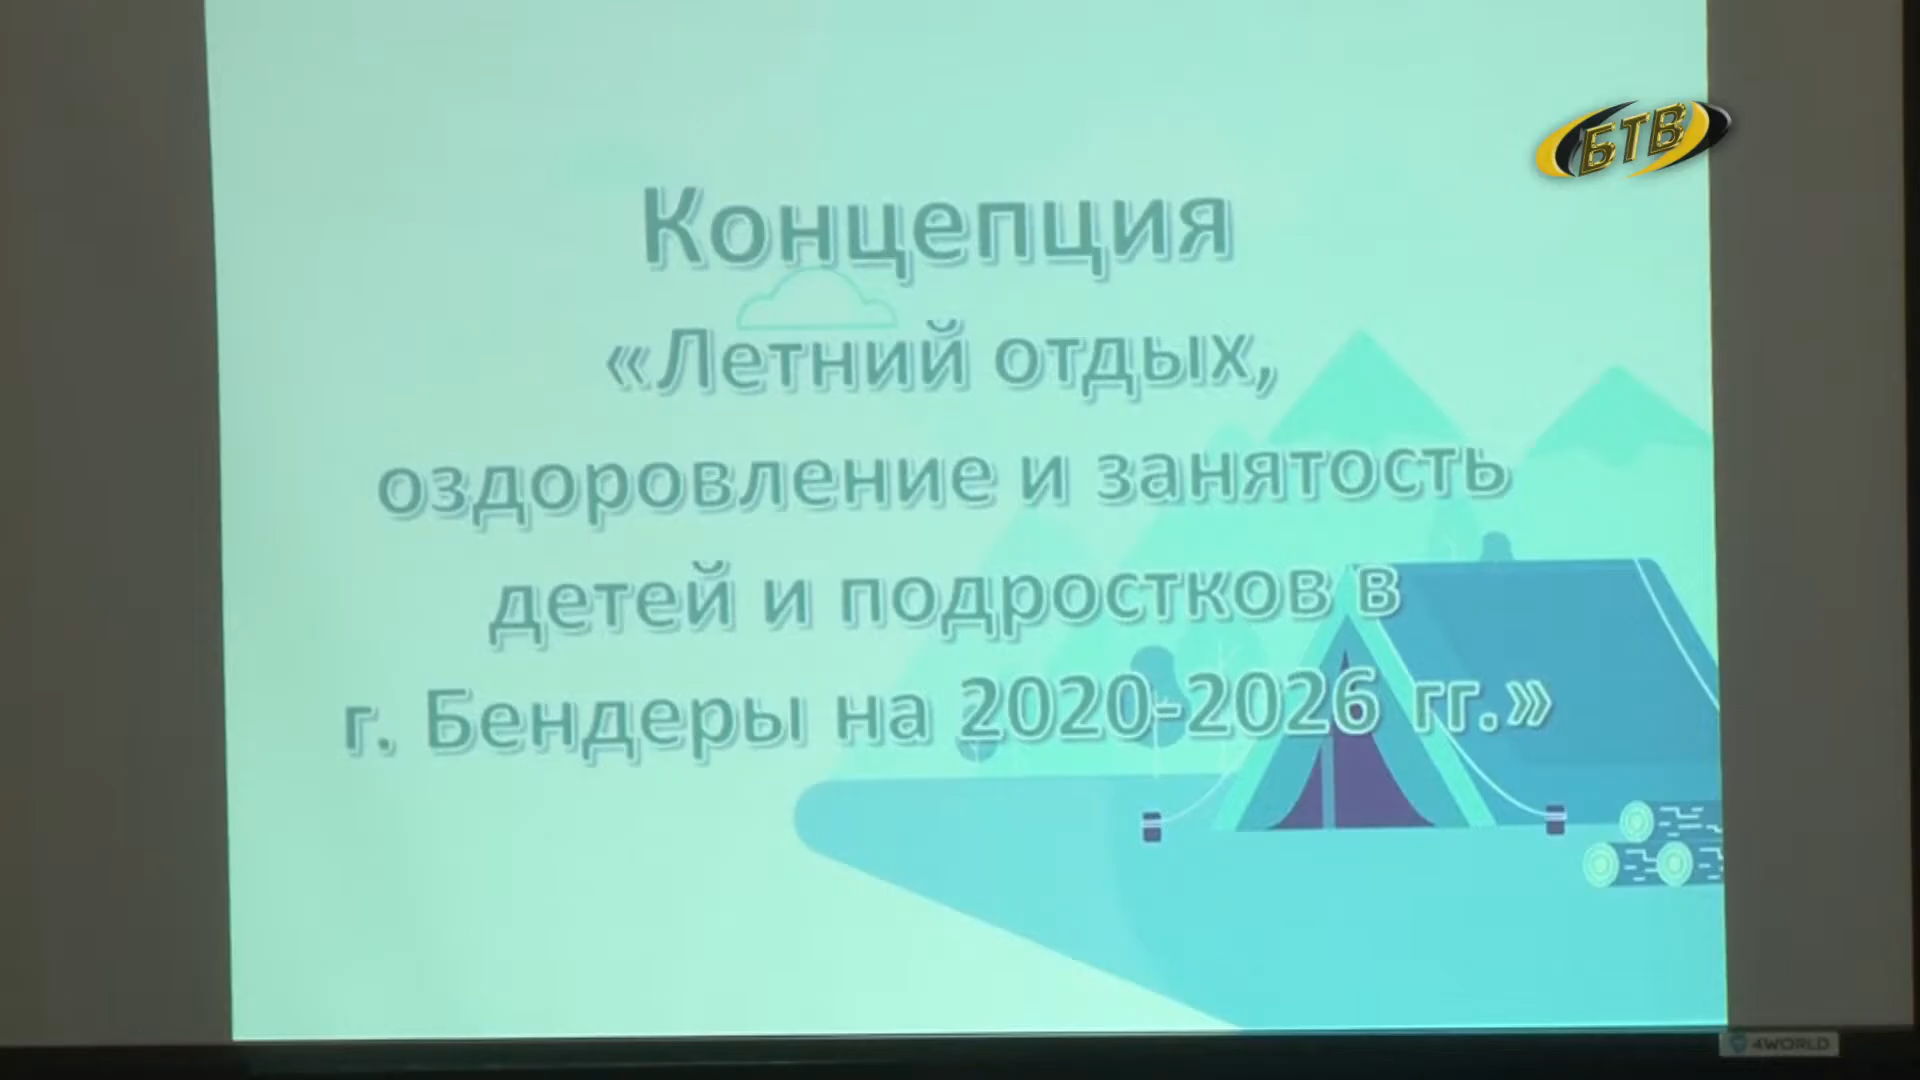 БТВ
Концепция
«Летний отдых,
оздоровление и занятость
детей и подростков в
г. Бендеры на 2020-2026 гг.»
4WORLD